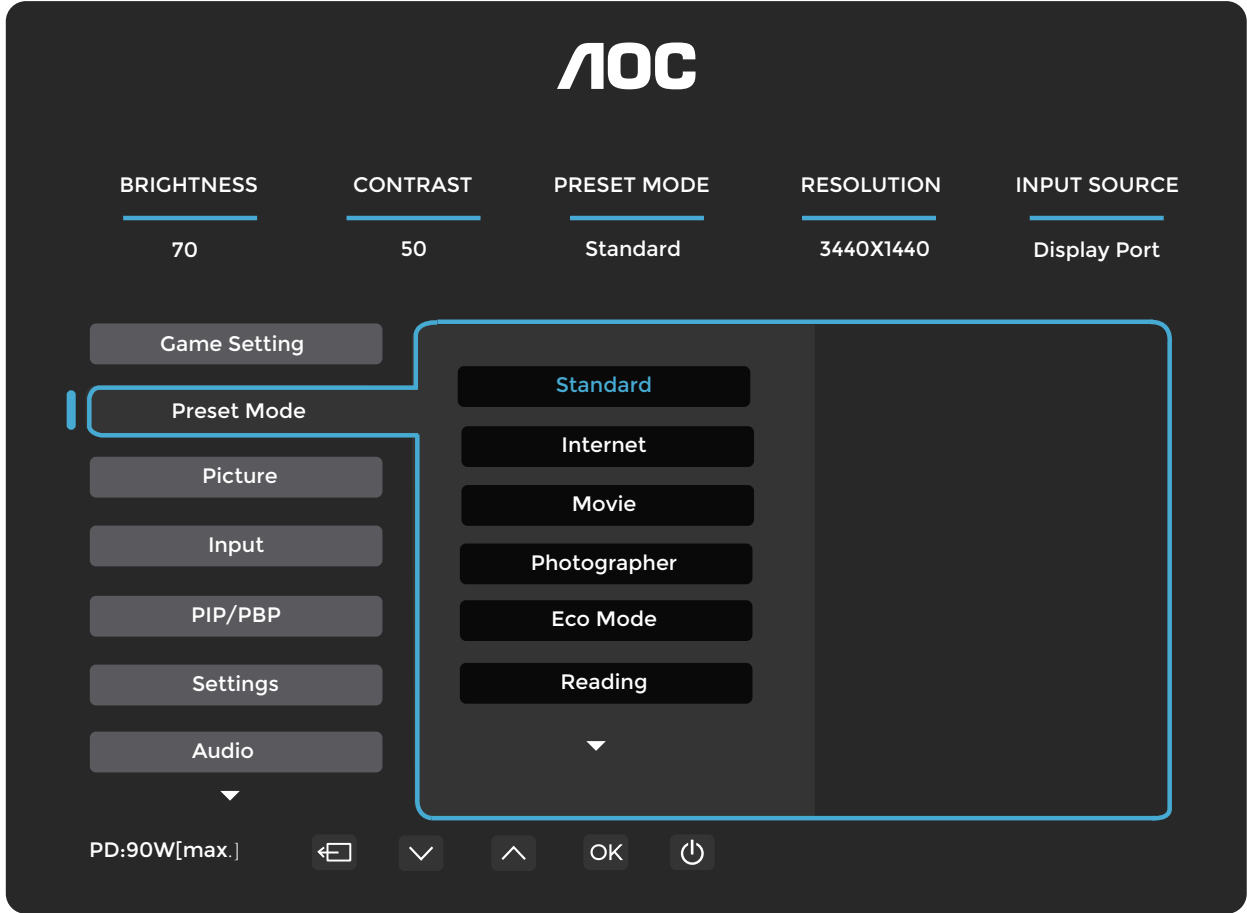 AOC
BRIGHTNESS CONTRAST PRESET MODE RESOLUTION INPUT SOURCE
70 50 Standard 3440X1440 Display Port
Game Setting
Preset Mode
Picture
Input
PIP/PBP
Settings
Audio
Standard
Internet
Movie
Photographer
Eco Mode
Reading
PD:90W[max.] OK